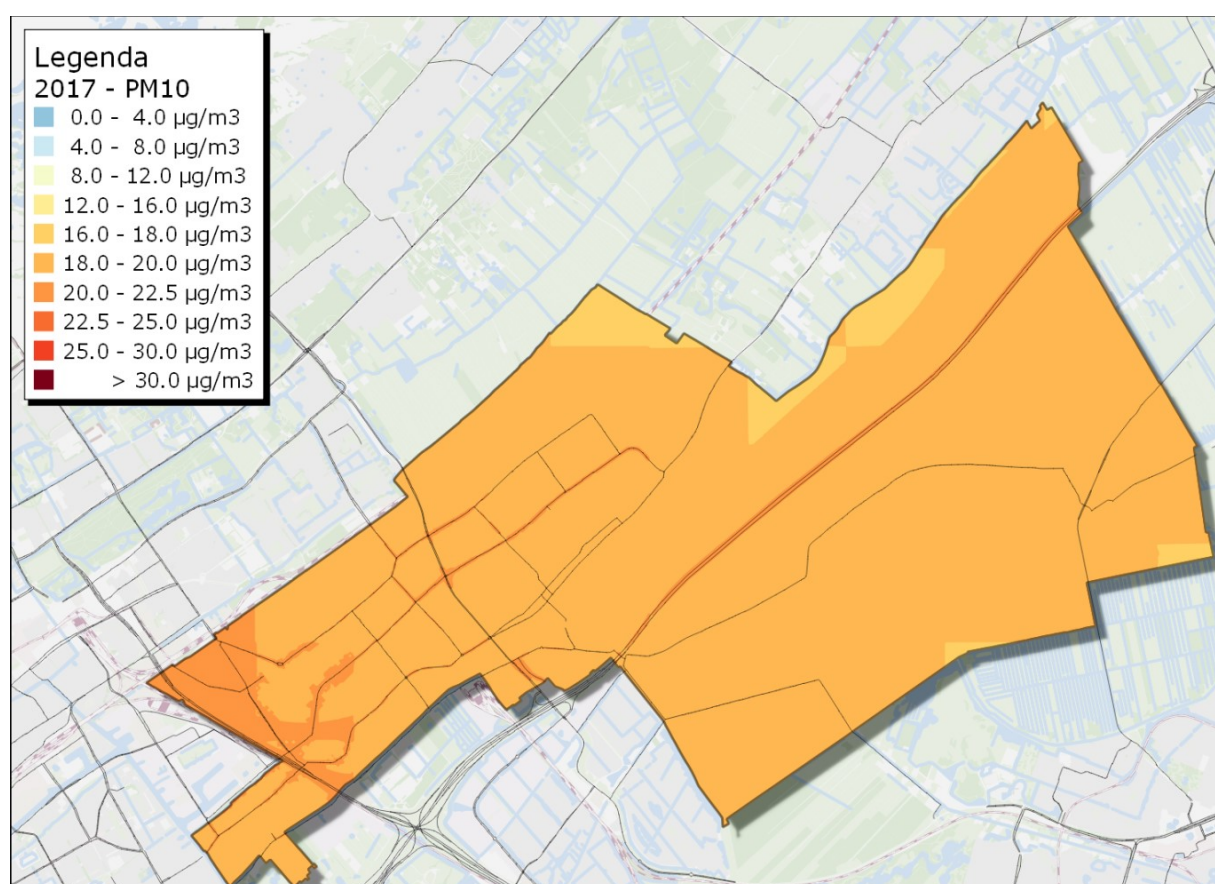 Legenda
2017 - PM10
0.0 - 4.0 µg/m3
4.0 - 8.0 µg/m3
8.0 - 12.0 µg/m3
12.0 - 16.0 µg/m3
16.0 - 18.0 µg/m3
18.0 - 20.0 µg/m3
20.0 - 22.5 µg/m3
22.5 - 25.0 µg/m3
25.0 - 30.0 µg/m3
> 30.0 µg/m3